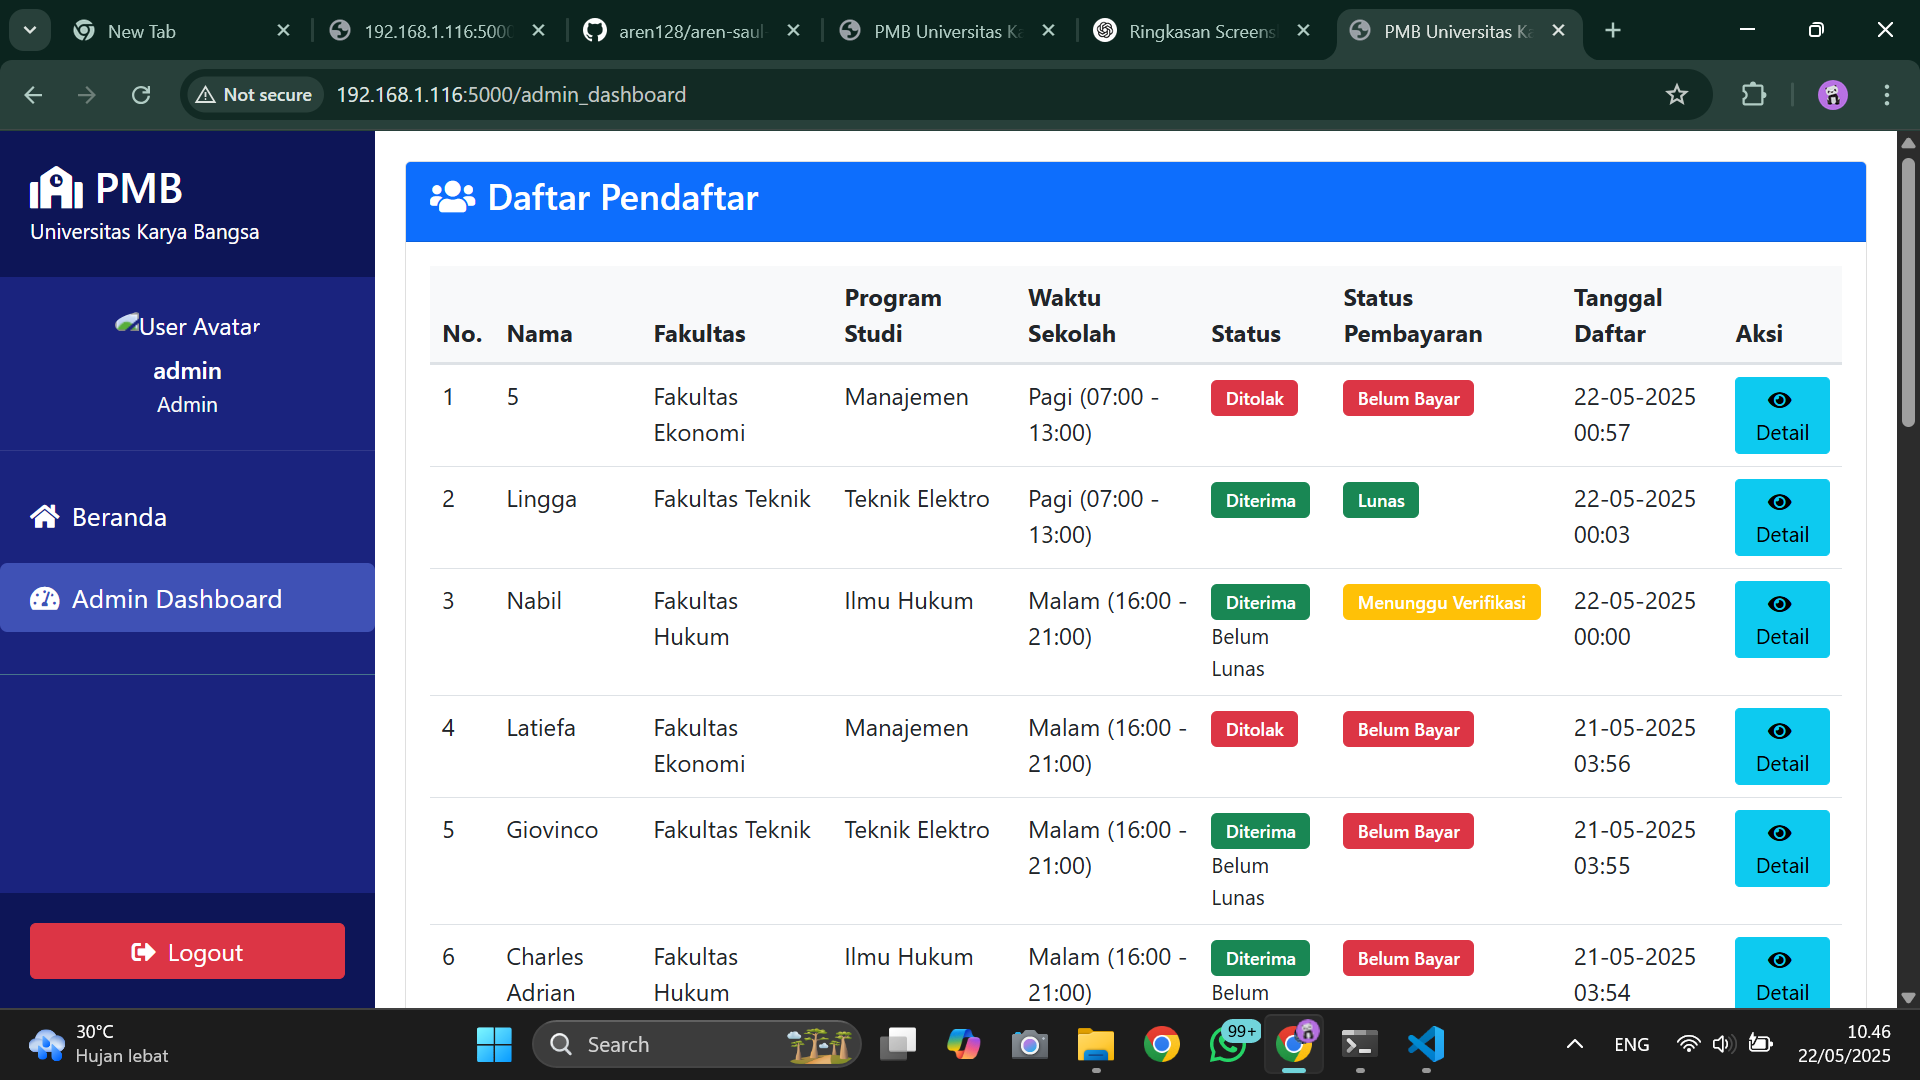 New Tab
192.168.1.116:5000
aren128/aren-saul
PMB Universitas Ka
Ringkasan Screens
PMB Universitas Ka
Not secure
192.168.1.116:5000/admin_dashboard
PMB
Universitas Karya Bangsa
User Avatar
admin
Admin
Beranda
Admin Dashboard
Logout
Daftar Pendaftar
No. Nama Fakultas Program Studi Waktu Sekolah Status Status Pembayaran Tanggal Daftar Aksi
1 5 Fakultas Ekonomi Manajemen Pagi (07:00 - 13:00) Ditolak Belum Bayar 22-05-2025 00:57 Detail
2 Lingga Fakultas Teknik Teknik Elektro Pagi (07:00 - 13:00) Diterima Lunas 22-05-2025 00:03 Detail
3 Nabil Fakultas Hukum Ilmu Hukum Malam (16:00 - 21:00) Diterima Belum Lunas Menunggu Verifikasi 22-05-2025 00:00 Detail
4 Latiefa Fakultas Ekonomi Manajemen Malam (16:00 - 21:00) Ditolak Belum Bayar 21-05-2025 03:56 Detail
5 Giovinco Fakultas Teknik Teknik Elektro Malam (16:00 - 21:00) Diterima Belum Lunas Belum Bayar 21-05-2025 03:55 Detail
6 Charles Adrian Fakultas Hukum Ilmu Hukum Malam (16:00 - 21:00) Diterima Belum Belum Bayar 21-05-2025 03:54 Detail
30°C
Hujan lebat
Search
99+
ENG
10.46
22/05/2025